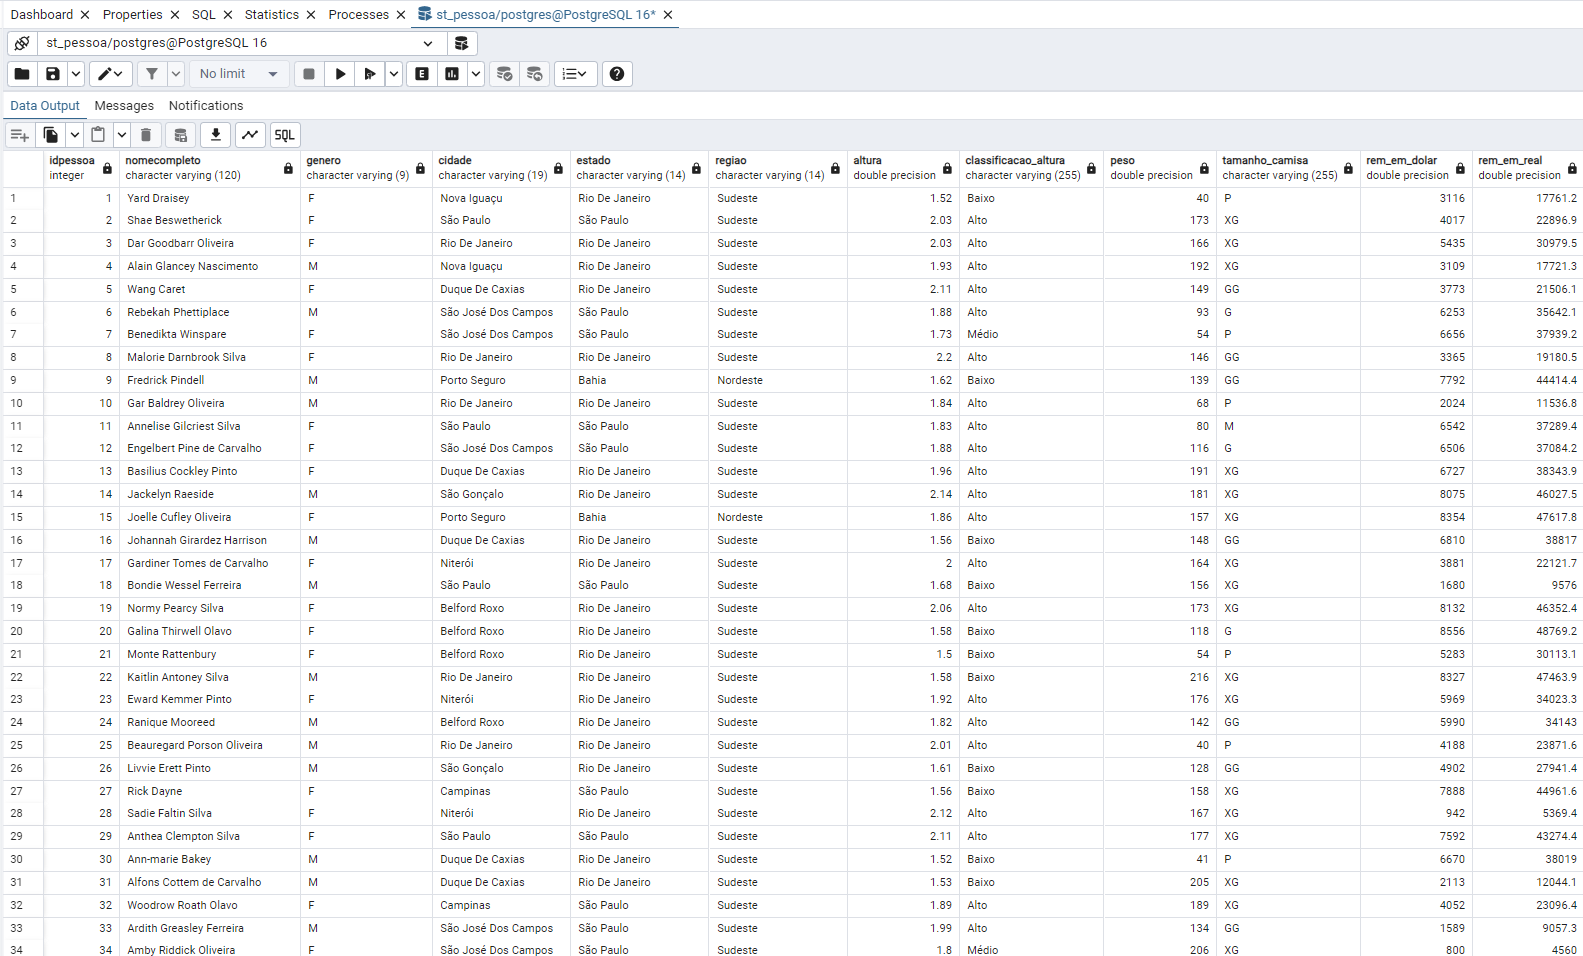 Dashboard Properties SQL Statistics Processes st_pessoa/postgres@PostgreSQL 16*
st_pessoa/postgres@PostgreSQL 16
No limit E
Data Output Messages Notifications
SQL
idpessoa nomecompleto genero cidade estado regiao altura classificacao_altura peso tamanho_camisa rem_em_dolar rem_em_real
integer character varying (120) character varying (9) character varying (19) character varying (14) character varying (14) double precision character varying (255) double precision character varying (255) double precision double precision
1 1 Yard Draisey F Nova Iguaçu Rio De Janeiro Sudeste 1.52 Baixo 40 P 3116 17761.2
2 2 Shae Beswetherick F São Paulo São Paulo Sudeste 2.03 Alto 173 XG 4017 22896.9
3 3 Dar Goodbarr Oliveira F Rio De Janeiro Rio De Janeiro Sudeste 2.03 Alto 166 XG 5435 30979.5
4 4 Alain Glancey Nascimento M Nova Iguaçu Rio De Janeiro Sudeste 1.93 Alto 192 XG 3109 17721.3
5 5 Wang Caret F Duque De Caxias Rio De Janeiro Sudeste 2.11 Alto 149 GG 3773 21506.1
6 6 Rebekah Phettiplace M São José Dos Campos São Paulo Sudeste 1.88 Alto 93 G 6253 35642.1
7 7 Benedikta Winspare F São José Dos Campos São Paulo Sudeste 1.73 Médio 54 P 6656 37939.2
8 8 Malorie Darnbrook Silva F Rio De Janeiro Rio De Janeiro Sudeste 2.2 Alto 146 GG 3365 19180.5
9 9 Fredrick Pindell M Porto Seguro Bahia Nordeste 1.62 Baixo 139 GG 7792 44414.4
10 10 Gar Baldrey Oliveira M Rio De Janeiro Rio De Janeiro Sudeste 1.84 Alto 68 P 2024 11536.8
11 11 Annelise Gilcriest Silva F São Paulo São Paulo Sudeste 1.83 Alto 80 M 6542 37289.4
12 12 Engelbert Pine de Carvalho F São José Dos Campos São Paulo Sudeste 1.88 Alto 116 G 6506 37084.2
13 13 Basilius Cockley Pinto F Duque De Caxias Rio De Janeiro Sudeste 1.96 Alto 191 XG 6727 38343.9
14 14 Jackelyn Raeside M São Gonçalo Rio De Janeiro Sudeste 2.14 Alto 181 XG 8075 46027.5
15 15 Joelle Cufley Oliveira F Porto Seguro Bahia Nordeste 1.86 Alto 157 XG 8354 47617.8
16 16 Johannah Girardez Harrison M Duque De Caxias Rio De Janeiro Sudeste 1.56 Baixo 148 GG 6810 38817
17 17 Gardiner Tomes de Carvalho F Niterói Rio De Janeiro Sudeste 2 Alto 164 XG 3881 22121.7
18 18 Bondie Wessel Ferreira M São Paulo São Paulo Sudeste 1.68 Baixo 156 XG 1680 9576
19 19 Normy Pearcy Silva F Belford Roxo Rio De Janeiro Sudeste 2.06 Alto 173 XG 8132 46352.4
20 20 Galina Thirwell Olavo F Belford Roxo Rio De Janeiro Sudeste 1.58 Baixo 118 G 8556 48769.2
21 21 Monte Rattenbury F Belford Roxo Rio De Janeiro Sudeste 1.5 Baixo 54 P 5283 30113.1
22 22 Kaitlin Antoney Silva M Rio De Janeiro Rio De Janeiro Sudeste 1.58 Baixo 216 XG 8327 47463.9
23 23 Eward Kemmer Pinto F Niterói Rio De Janeiro Sudeste 1.92 Alto 176 XG 5969 34023.3
24 24 Ranique Mooreed M Belford Roxo Rio De Janeiro Sudeste 1.82 Alto 142 GG 5990 34143
25 25 Beauregard Porson Oliveira M Rio De Janeiro Rio De Janeiro Sudeste 2.01 Alto 40 P 4188 23871.6
26 26 Livvie Erett Pinto M São Gonçalo Rio De Janeiro Sudeste 1.61 Baixo 128 GG 4902 27941.4
27 27 Rick Dayne F Campinas São Paulo Sudeste 1.56 Baixo 158 XG 7888 44961.6
28 28 Sadie Faltin Silva F Niterói Rio De Janeiro Sudeste 2.12 Alto 167 XG 942 5369.4
29 29 Anthea Clempton Silva F São Paulo São Paulo Sudeste 2.11 Alto 177 XG 7592 43274.4
30 30 Ann-marie Bakey M Duque De Caxias Rio De Janeiro Sudeste 1.52 Baixo 41 P 6670 38019
31 31 Alfons Cottem de Carvalho M Duque De Caxias Rio De Janeiro Sudeste 1.53 Baixo 205 XG 2113 12044.1
32 32 Woodrow Roath Olavo F Campinas São Paulo Sudeste 1.89 Alto 189 XG 4052 23096.4
33 33 Ardith Greasley Ferreira M São José Dos Campos São Paulo Sudeste 1.99 Alto 134 GG 1589 9057.3
34 34 Amby Riddick Oliveira F São José Dos Campos São Paulo Sudeste 1.8 Médio 206 XG 800 4560